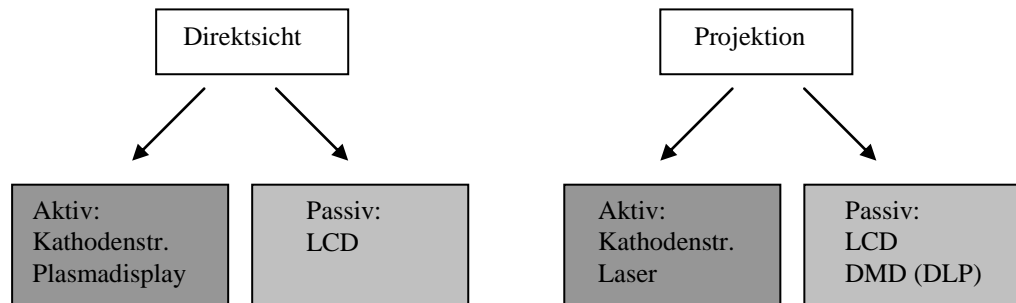 Direktsicht
Projektion
Aktiv:
Kathodenstr.
Plasmadisplay
Passiv:
LCD
Aktiv:
Kathodenstr.
Laser
Passiv:
LCD
DMD (DLP)